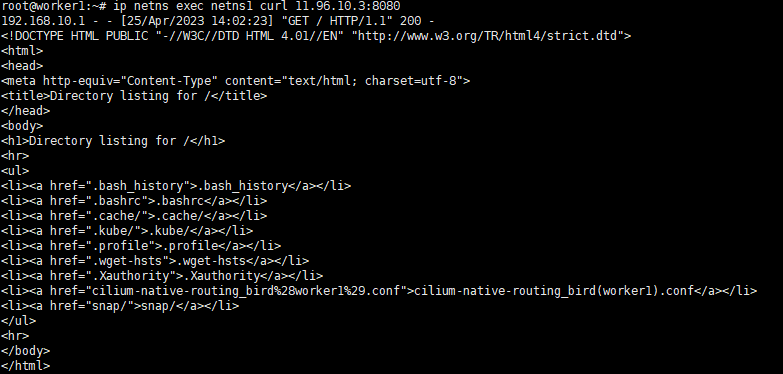 root@worker1:~# ip netns exec netns1 curl 11.96.10.3:8080
192.168.10.1 - - [25/Apr/2023 14:02:23] "GET / HTTP/1.1" 200 -
<!DOCTYPE HTML PUBLIC "-//W3C//DTD HTML 4.01//EN" "http://www.w3.org/TR/html4/strict.dtd">
<html>
<head>
<meta http-equiv="Content-Type" content="text/html; charset=utf-8">
<title>Directory listing for /</title>
</head>
<body>
<h1>Directory listing for /</h1>
<hr>
<ul>
<li><a href=".bash_history">.bash_history</a></li>
<li><a href=".bashrc">.bashrc</a></li>
<li><a href=".cache/">.cache/</a></li>
<li><a href=".kube/">.kube/</a></li>
<li><a href=".profile">.profile</a></li>
<li><a href=".wget-hsts">.wget-hsts</a></li>
<li><a href=".Xauthority">.Xauthority</a></li>
<li><a href="cilium-native-routing_bird%28worker1%29.conf">cilium-native-routing_bird(worker1).conf</a></li>
<li><a href="snap/">snap/</a></li>
</ul>
<hr>
</body>
</html>